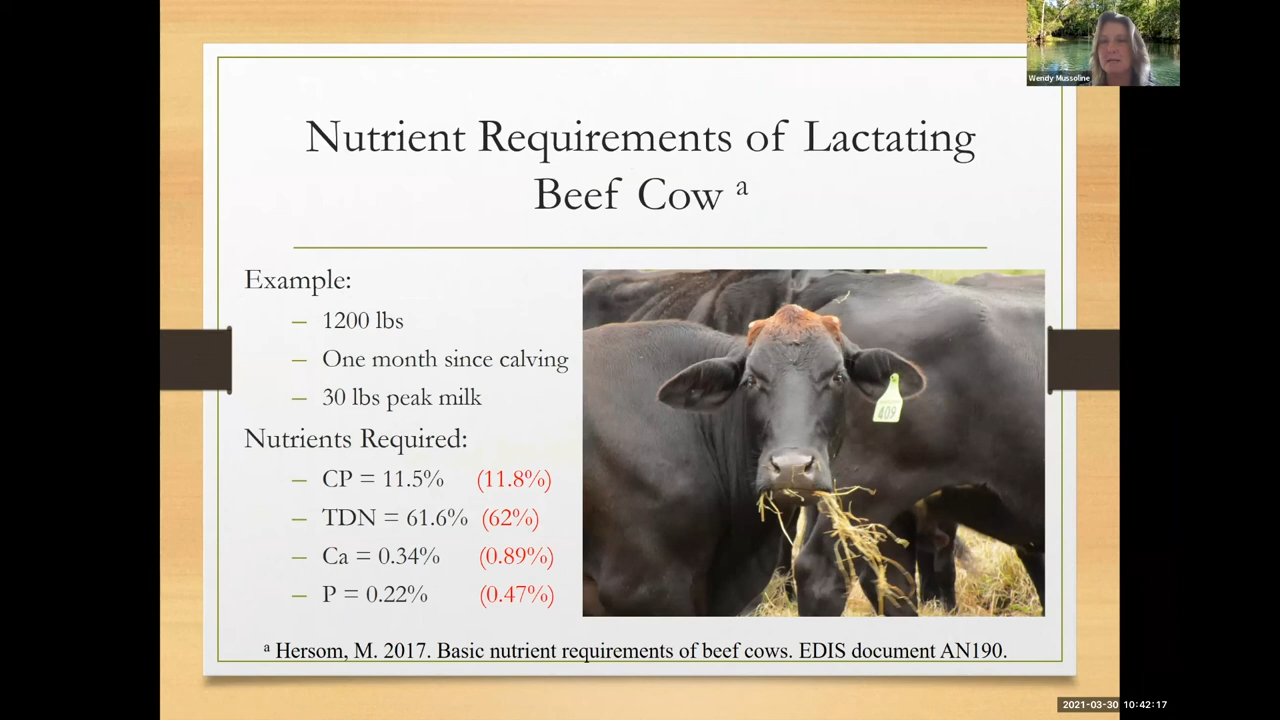 Wendy Mussoline
Nutrient Requirements of Lactating
Beef Cow ª
Example:
– 1200 lbs
– One month since calving
– 30 lbs peak milk
Nutrients Required:
– CP = 11.5% (11.8%)
– TDN = 61.6% (62%)
– Ca = 0.34% (0.89%)
– P = 0.22% (0.47%)
409
ª Hersom, M. 2017. Basic nutrient requirements of beef cows. EDIS document AN190.
2021-03-30 10:42:17